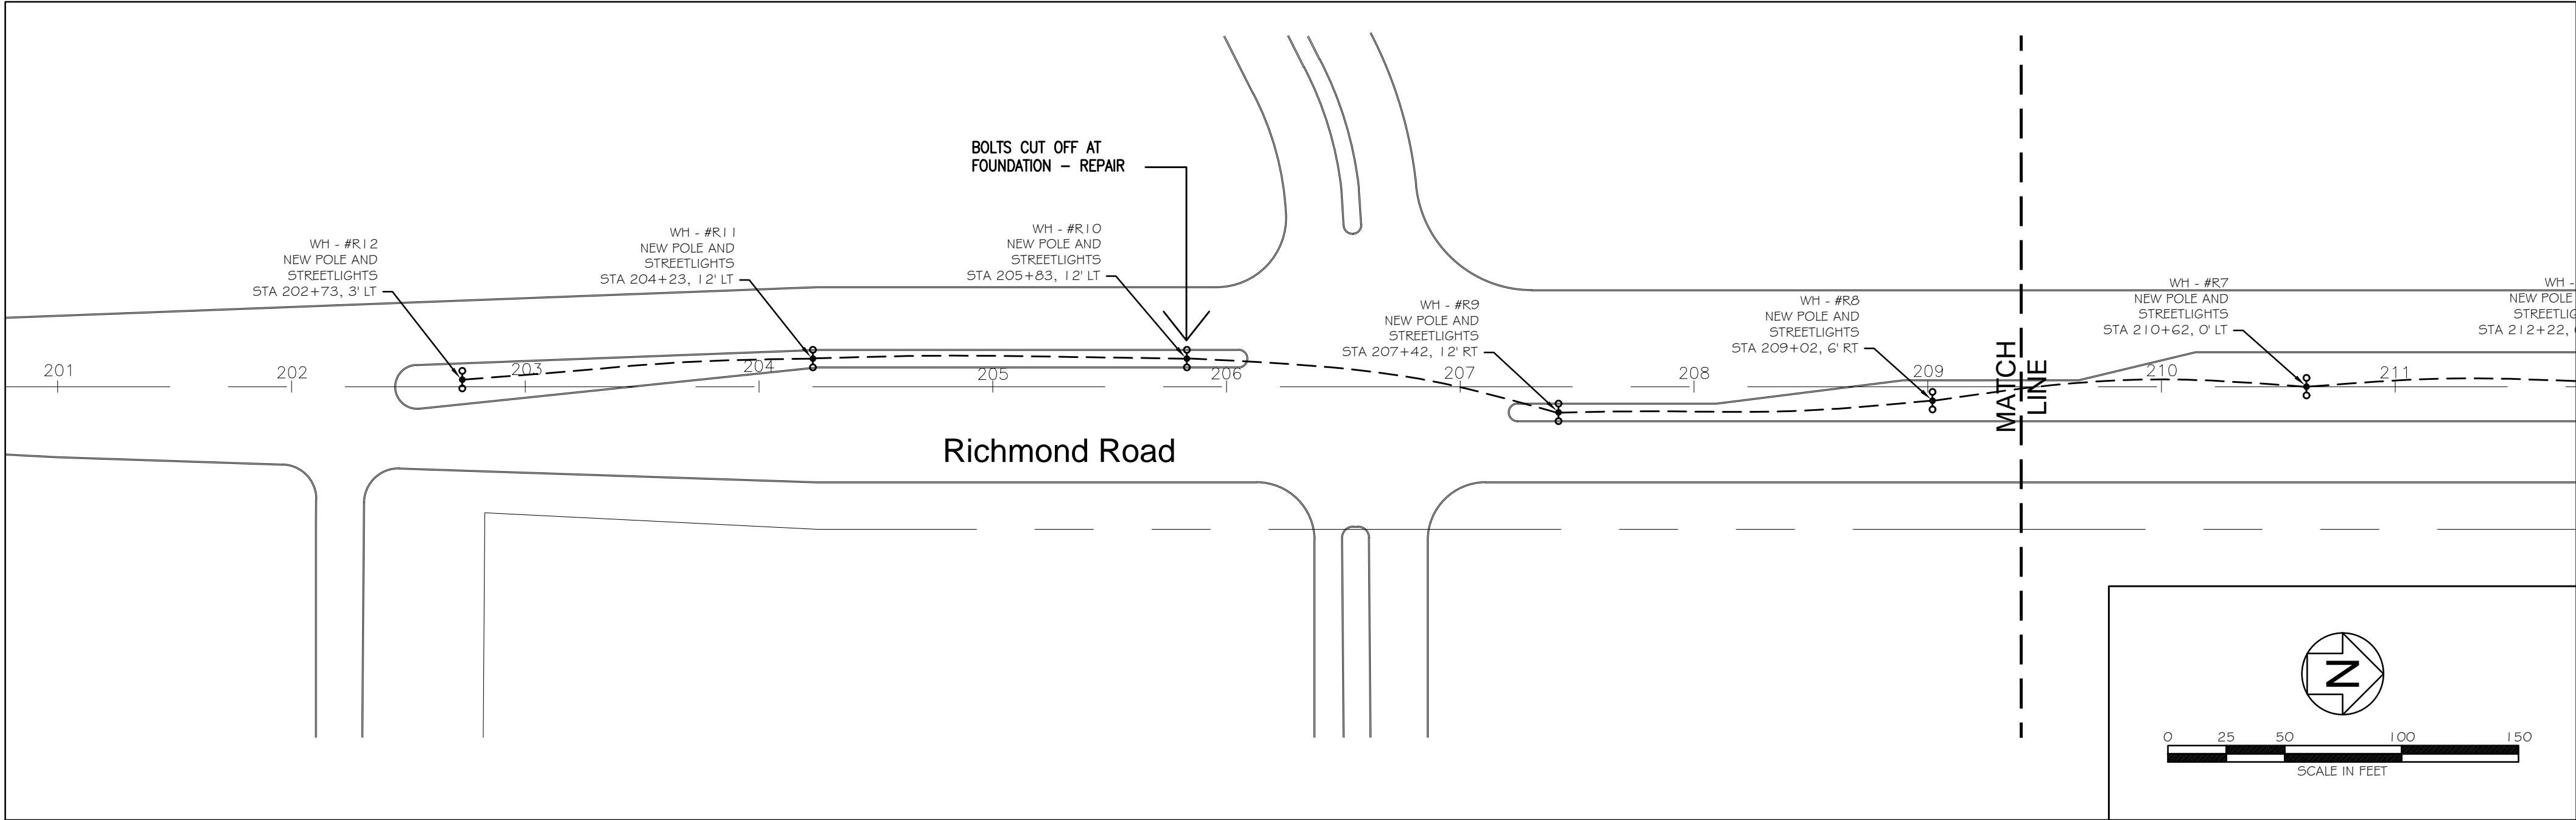 BOLTS CUT OFF AT
FOUNDATION - REPAIR
WH - #R12
NEW POLE AND
STREETLIGHTS
STA 202+73, 3' LT
WH - #R11
NEW POLE AND
STREETLIGHTS
STA 204+23, 12' LT
WH - #R10
NEW POLE AND
STREETLIGHTS
STA 205+83, 12' LT
WH - #R9
NEW POLE AND
STREETLIGHTS
STA 207+42, 12' RT
WH - #R8
NEW POLE AND
STREETLIGHTS
STA 209+02, 6' RT
WH - #R7
NEW POLE AND
STREETLIGHTS
STA 210+62, 0' LT
WH -
NEW POLE
STA 212+22,
201
202
203
204
205
206
207
208
209
210
211
MATCH
LINE
Richmond Road
N
0 25 50 100 150
SCALE IN FEET